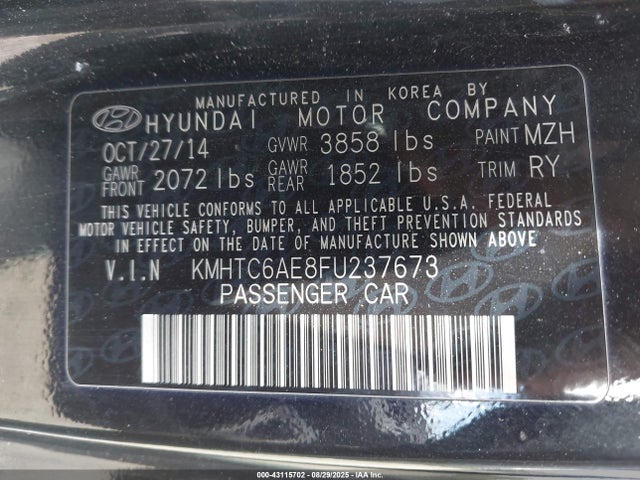 MANUFACTURED IN KOREA BY
HYUNDAI MOTOR COMPANY
OCT/27/14 GVWR 3858 lbs PAINT MZH
GAWR FRONT 2072 lbs GAWR REAR 1852 lbs TRIM RY
THIS VEHICLE CONFORMS TO ALL APPLICABLE U.S.A. FEDERAL
MOTOR VEHICLE SAFETY, BUMPER, AND THEFT PREVENTION STANDARDS
IN EFFECT ON THE DATE OF MANUFACTURE SHOWN ABOVE.
V.I.N KMHTC6AE8FU237673
PASSENGER CAR
000-43115702 - 08/29/2025 - IAAI Corp. - Copart